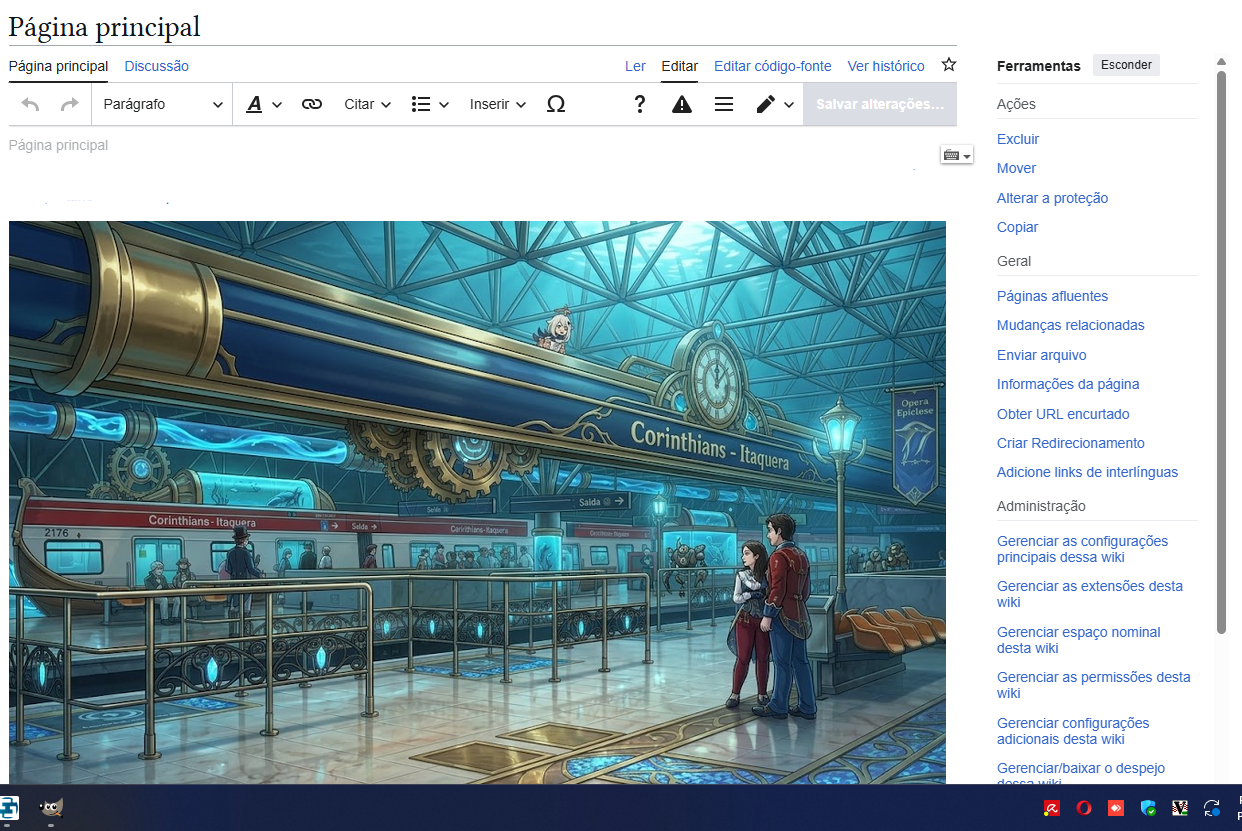 Página principal
Página principal
Discussão
Ler
Editar
Editar código-fonte
Ver histórico
Parágrafo
A
Citar
Inserir
Ω
?
Salvar alterações…
Página principal
Opera
Epiclese
Corinthians - Itaquera
Saída
Corinthians - Itaquera
Saída
Corinthians - Itaquera
2176
Ferramentas
Esconder
Ações
Excluir
Mover
Alterar a proteção
Copiar
Geral
Páginas afluentes
Mudanças relacionadas
Enviar arquivo
Informações da página
Obter URL encurtado
Criar Redirecionamento
Adicione links de interlínguas
Administração
Gerenciar as configurações
principais dessa wiki
Gerenciar as extensões desta
wiki
Gerenciar espaço nominal
desta wiki
Gerenciar as permissões desta
wiki
Gerenciar configurações
adicionais desta wiki
Gerenciar/baixar o despejo
dessa wiki